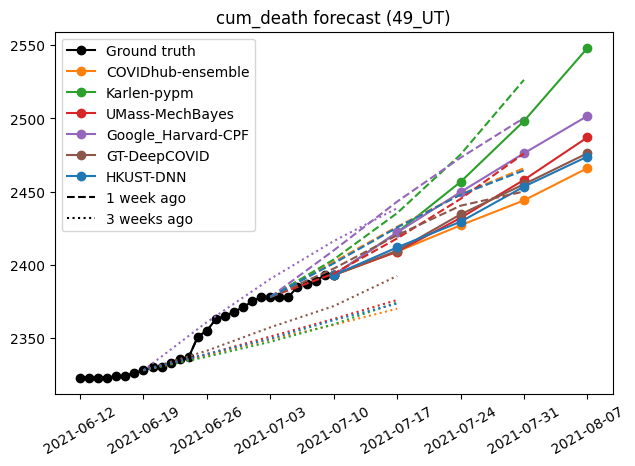 cum_death forecast (49_UT)
Ground truth
COVIDhub-ensemble
Karlen-pypm
UMass-MechBayes
Google_Harvard-CPF
GT-DeepCOVID
HKUST-DNN
1 week ago
3 weeks ago
2550
2500
2450
2400
2350
2021-06-12
2021-06-19
2021-06-26
2021-07-03
2021-07-10
2021-07-17
2021-07-24
2021-07-31
2021-08-07